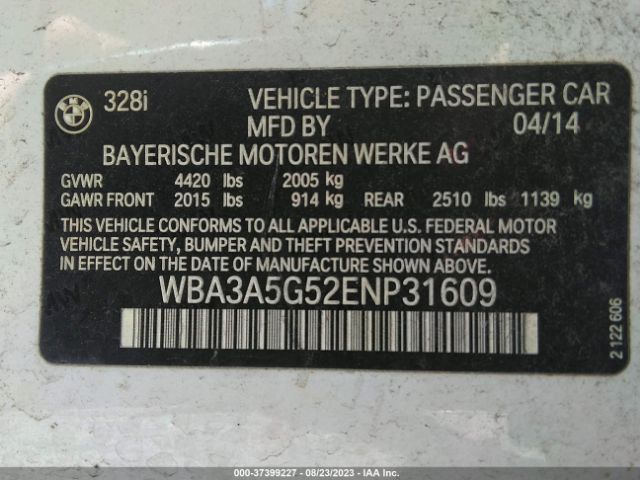 BMW
328i VEHICLE TYPE: PASSENGER CAR
MFD BY 04/14
BAYERISCHE MOTOREN WERKE AG
GVWR 4420 lbs 2005 kg
GAWR FRONT 2015 lbs 914 kg REAR 2510 lbs 1139 kg
THIS VEHICLE CONFORMS TO ALL APPLICABLE U.S. FEDERAL MOTOR
VEHICLE SAFETY, BUMPER AND THEFT PREVENTION STANDARDS
IN EFFECT ON THE DATE OF MANUFACTURE SHOWN ABOVE.
WBA3A5G52ENP31609
2 122 606
000-37399227 - 08/23/2023 - IAA Inc.